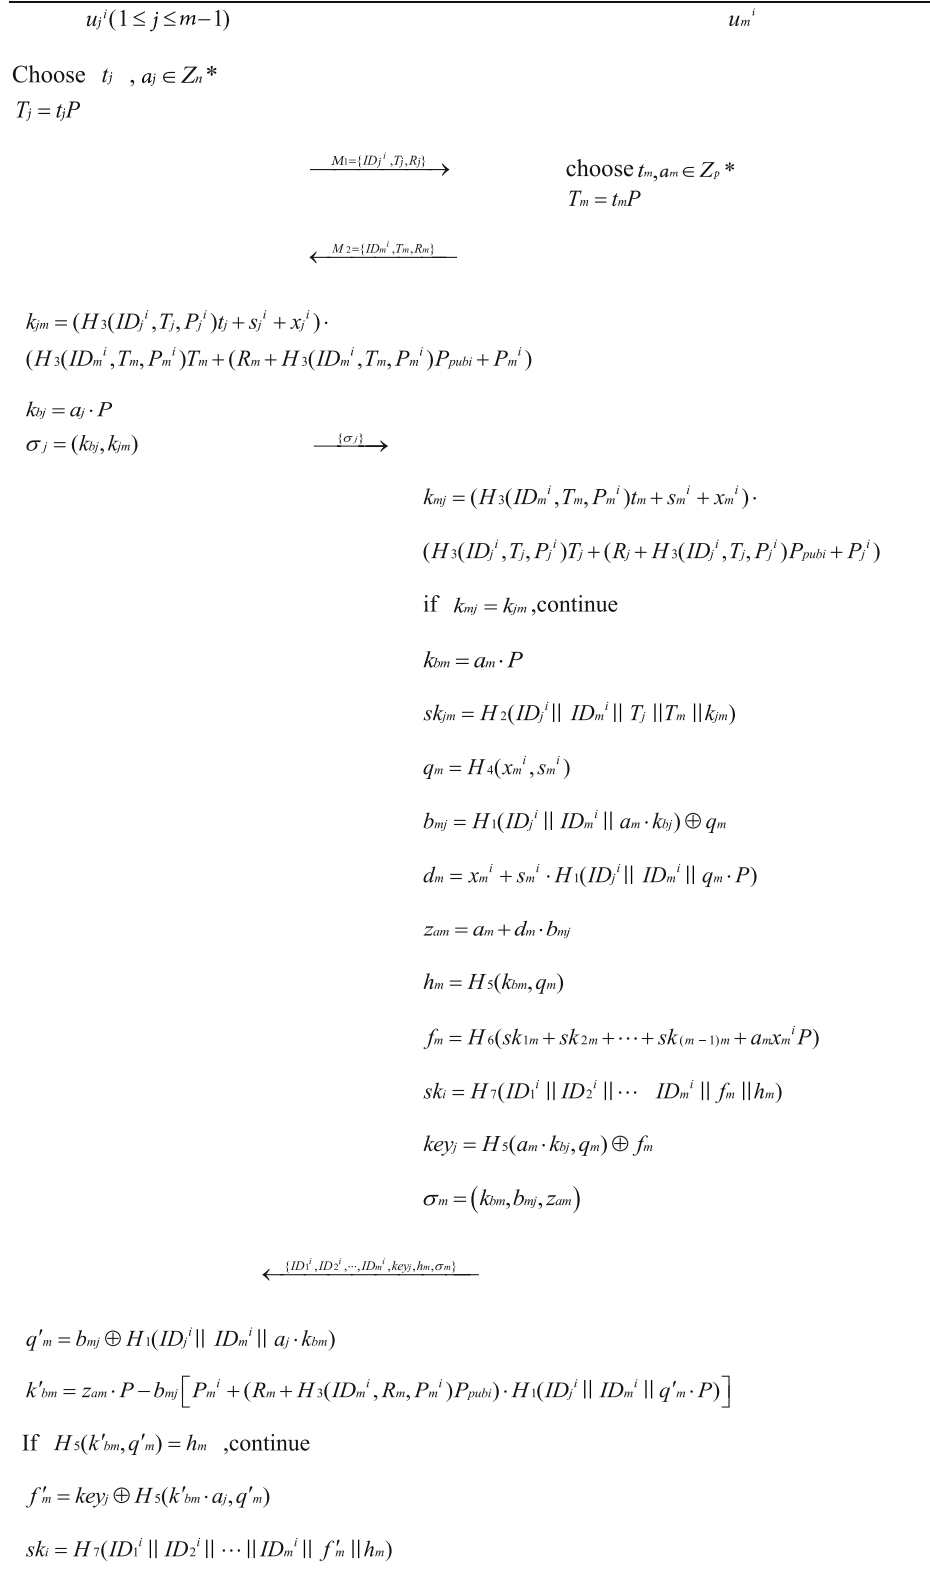 u_j^i (1 ≤ j ≤ m−1) u_m^i
Choose t_j , a_j ∈ Z_n*
T_j = t_j P
M1={ID_j^i, T_j, R_j}
choose t_m, a_m ∈ Z_p*
T_m = t_m P
M2={ID_m^i, T_m, R_m}
k_jm = (H_3(ID_j^i, T_j, P_j^i)t_j + s_j^i + x_j^i)·
(H_3(ID_m^i, T_m, P_m^i)T_m + (R_m + H_3(ID_m^i, T_m, P_m^i)P_pubi + P_m^i)
k_bj = a_j · P
σ_j = (k_bj, k_jm) {σ_j}
k_mj = (H_3(ID_m^i, T_m, P_m^i)t_m + s_m^i + x_m^i)·
(H_3(ID_j^i, T_j, P_j^i)T_j + (R_j + H_3(ID_j^i, T_j, P_j^i)P_pubi + P_j^i)
if k_mj = k_jm ,continue
k_bm = a_m · P
sk_jm = H_2(ID_j^i || ID_m^i || T_j || T_m || k_jm)
q_m = H_4(x_m^i, s_m^i)
b_mj = H_1(ID_j^i || ID_m^i || a_m · k_bj) ⊕ q_m
d_m = x_m^i + s_m^i · H_1(ID_j^i || ID_m^i || q_m · P)
z_am = a_m + d_m · b_mj
h_m = H_5(k_bm, q_m)
f_m = H_6(sk_1m + sk_2m + ··· + sk_(m−1)m + a_m x_m^i P)
sk_i = H_7(ID_1^i || ID_2^i || ··· ID_m^i || f_m || h_m)
key_j = H_5(a_m · k_bj, q_m) ⊕ f_m
σ_m = (k_bm, b_mj, z_am)
{ID_1^i, ID_2^i, ···, ID_m^i, key_j, h_m, σ_m}
q'_m = b_mj ⊕ H_1(ID_j^i || ID_m^i || a_j · k_bm)
k'_bm = z_am · P − b_mj[P_m^i + (R_m + H_3(ID_m^i, R_m, P_m^i)P_pubi) · H_1(ID_j^i || ID_m^i || q'_m · P)]
If H_5(k'_bm, q'_m) = h_m ,continue
f'_m = key_j ⊕ H_5(k'_bm · a_j, q'_m)
sk_i = H_7(ID_1^i || ID_2^i || ··· || ID_m^i || f'_m || h_m)